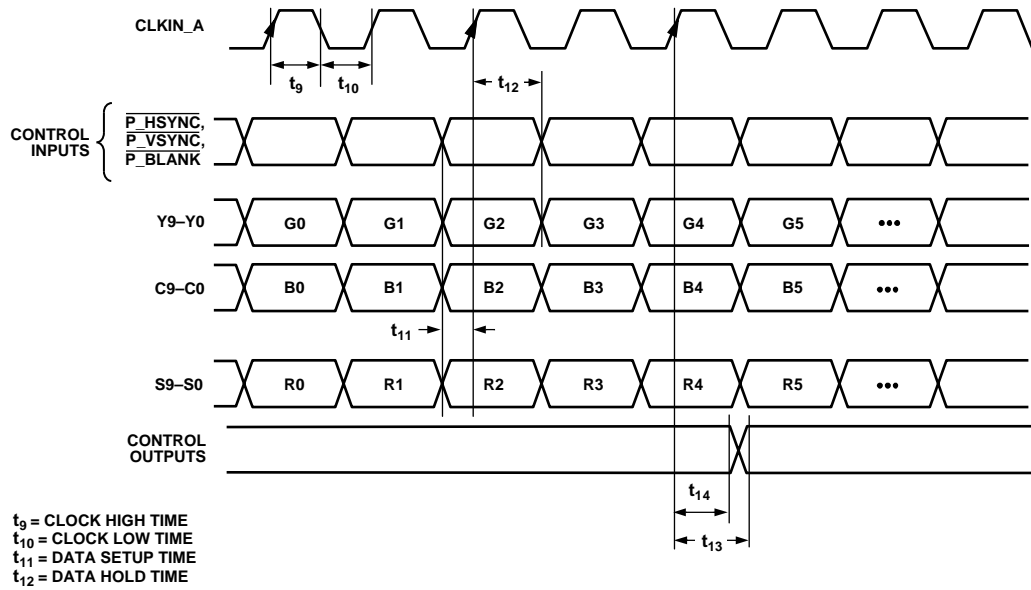 CLKIN_A
t9 t10 t12
CONTROL INPUTS
P_HSYNC,
P_VSYNC,
P_BLANK
Y9–Y0 G0 G1 G2 G3 G4 G5 •••
C9–C0 B0 B1 B2 B3 B4 B5 •••
t11
S9–S0 R0 R1 R2 R3 R4 R5 •••
CONTROL
OUTPUTS
t14
t13
t9 = CLOCK HIGH TIME
t10 = CLOCK LOW TIME
t11 = DATA SETUP TIME
t12 = DATA HOLD TIME